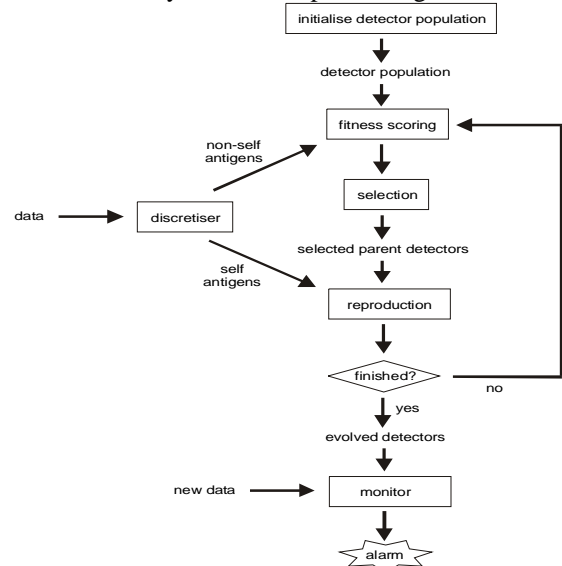 initialise detector population
detector population
fitness scoring
non-self
antigens
selection
data
discretiser
selected parent detectors
self
antigens
reproduction
finished?
no
yes
evolved detectors
new data
monitor
alarm